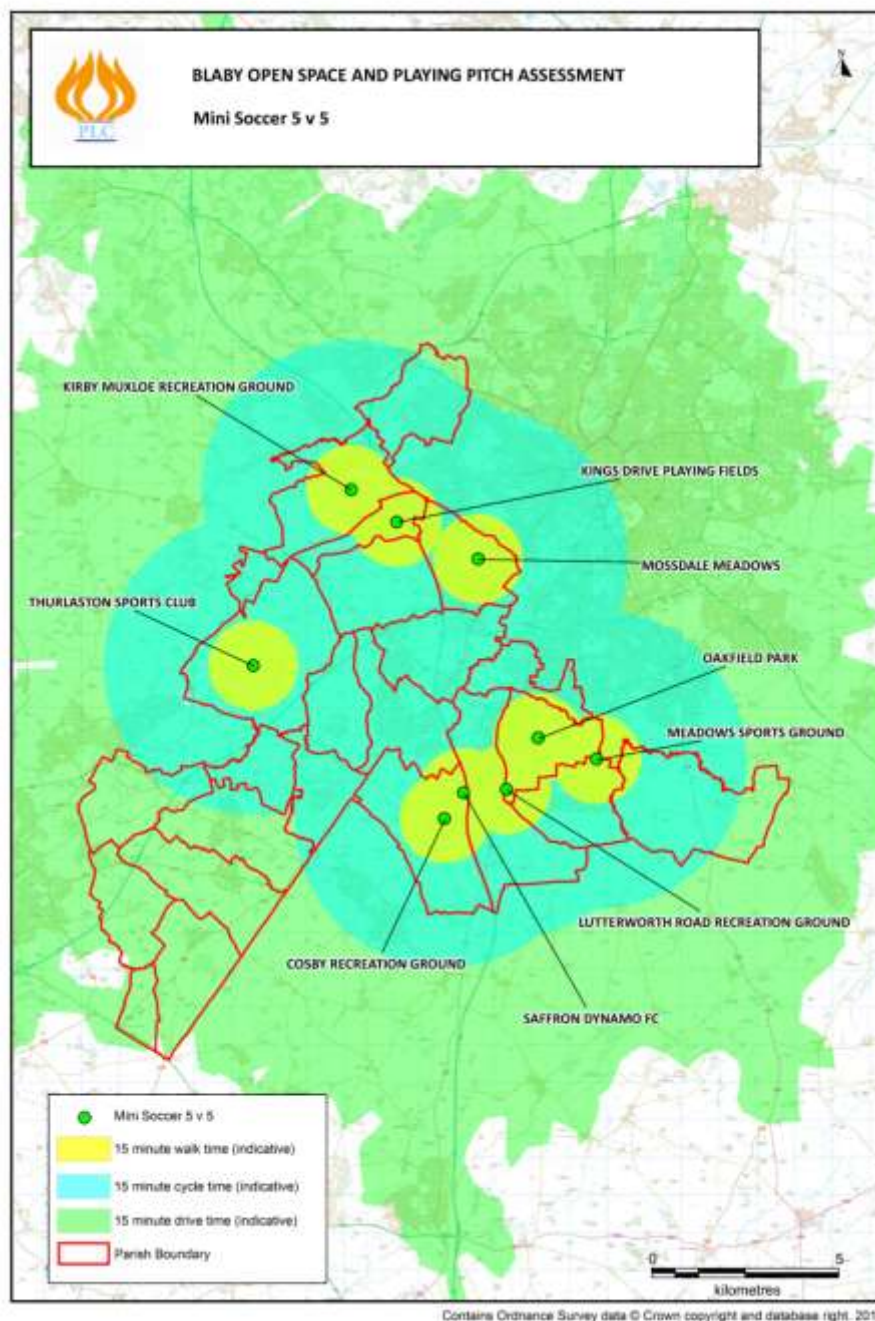 BLABY OPEN SPACE AND PLAYING PITCH ASSESSMENT
Mini Soccer 5 v 5
PLC
N
KIRBY MUXLOE RECREATION GROUND
KINGS DRIVE PLAYING FIELDS
MOSSDALE MEADOWS
THURLASTON SPORTS CLUB
OAKFIELD PARK
MEADOWS SPORTS GROUND
LUTTERWORTH ROAD RECREATION GROUND
COSBY RECREATION GROUND
SAFFRON DYNAMO FC
Mini Soccer 5 v 5
15 minute walk time (indicative)
15 minute cycle time (indicative)
15 minute drive time (indicative)
Parish Boundary
0 5
kilometres
Contains Ordnance Survey data © Crown copyright and database right, 201